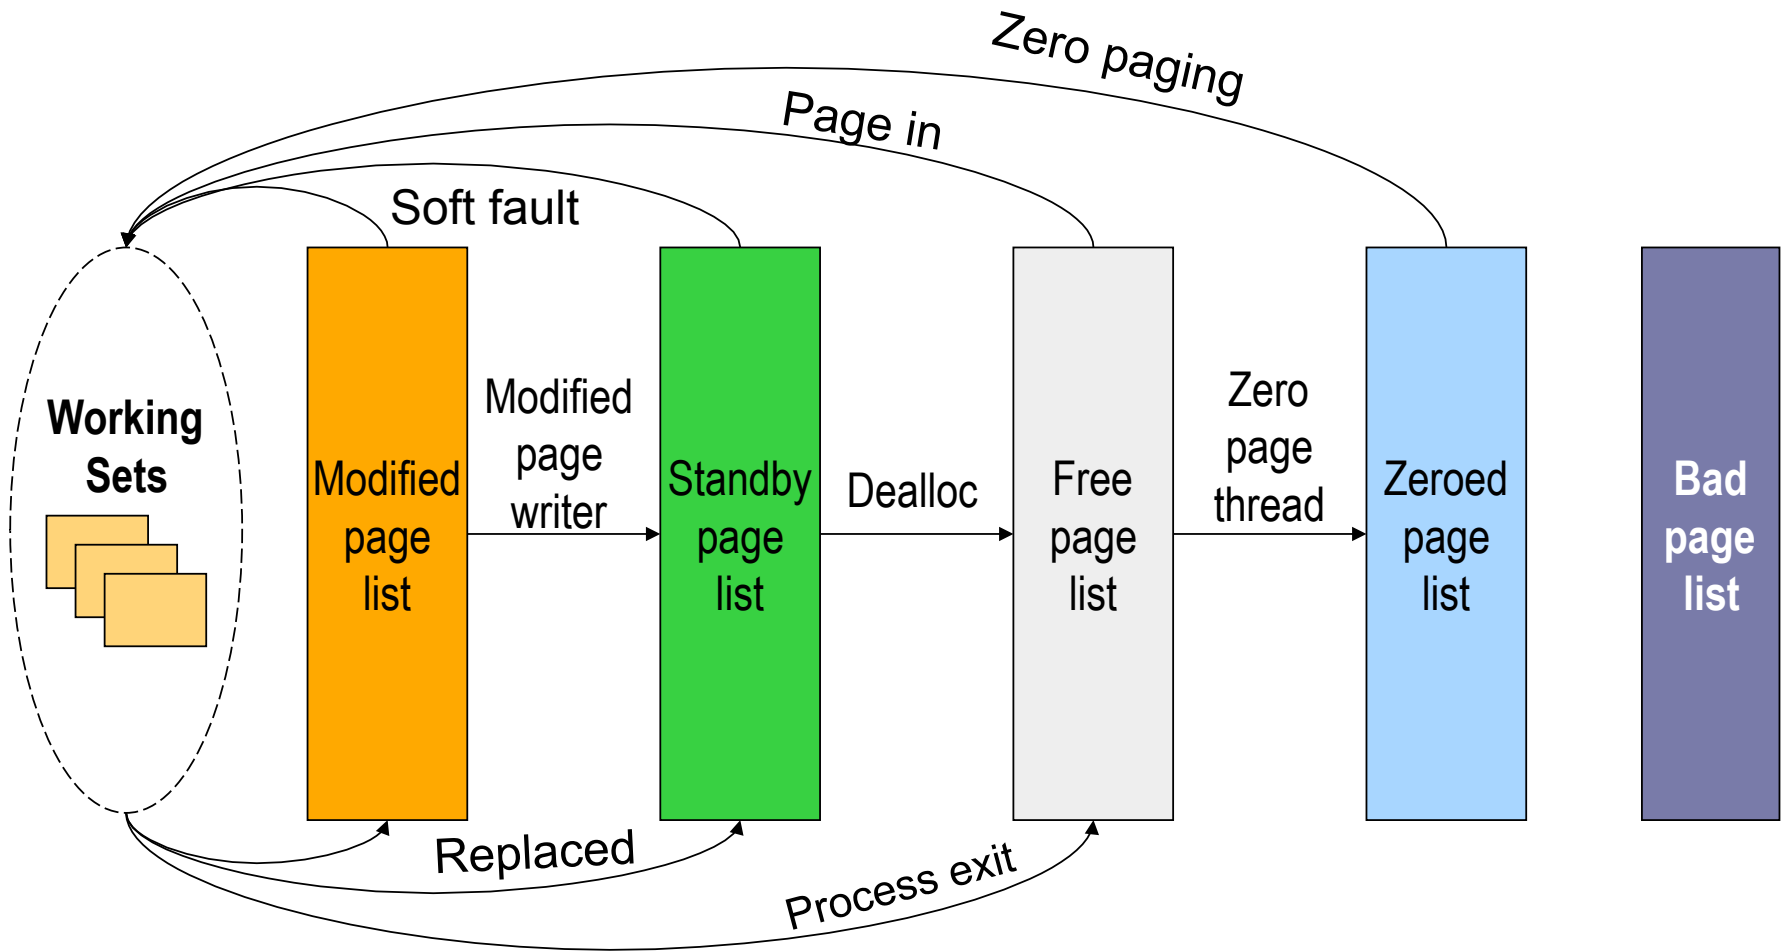 Zero paging
Page in
Soft fault
Working
Sets
Modified
page
list
Modified
page
writer
Standby
page
list
Dealloc
Free
page
list
Zero
page
thread
Zeroed
page
list
Bad
page
list
Replaced
Process exit